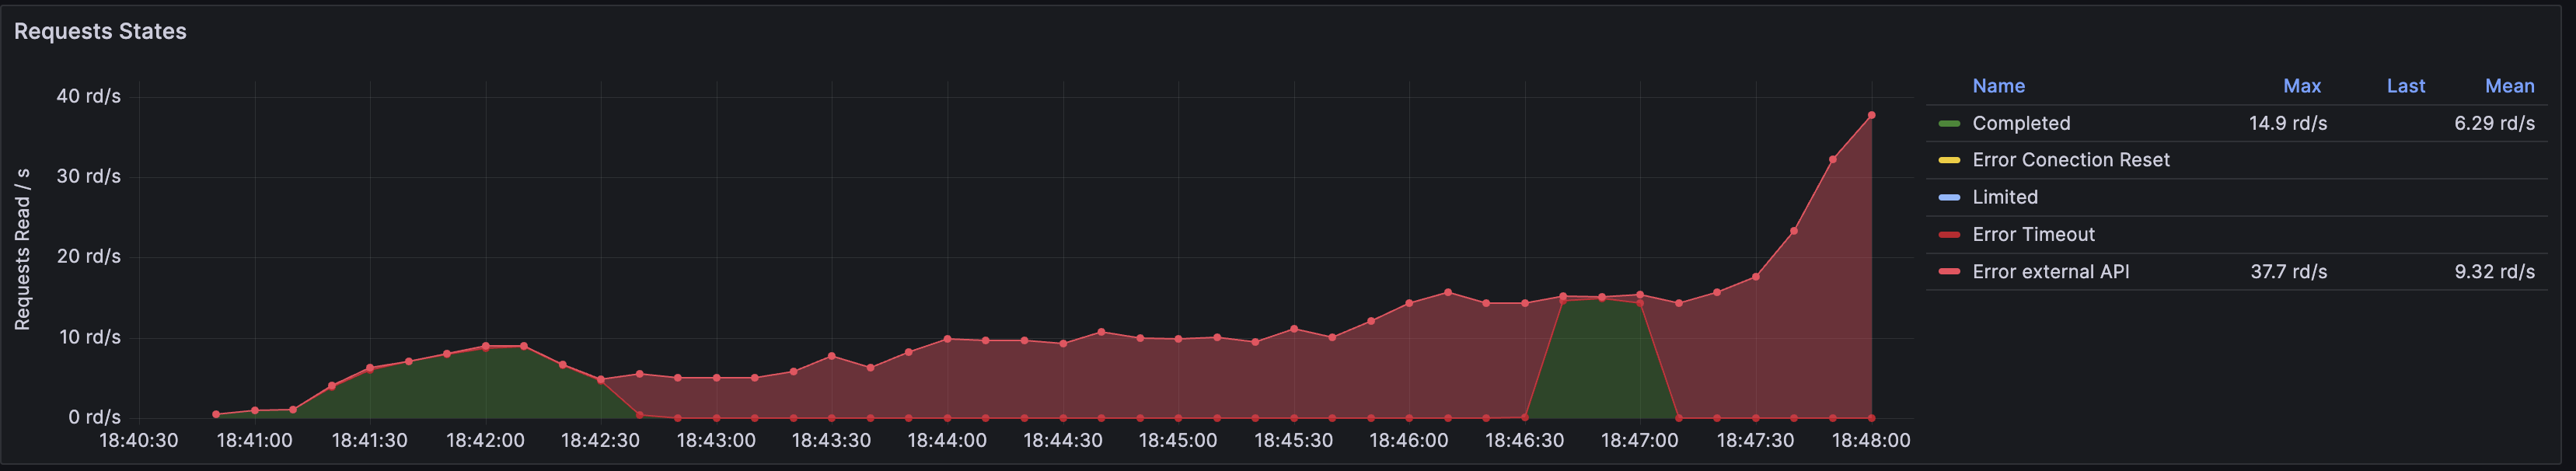 Requests States
Requests Read / s
40 rd/s
30 rd/s
20 rd/s
10 rd/s
0 rd/s
18:40:30 18:41:00 18:41:30 18:42:00 18:42:30 18:43:00 18:43:30 18:44:00 18:44:30 18:45:00 18:45:30 18:46:00 18:46:30 18:47:00 18:47:30 18:48:00
Name Max Last Mean
Completed 14.9 rd/s 6.29 rd/s
Error Conection Reset
Limited
Error Timeout
Error external API 37.7 rd/s 9.32 rd/s